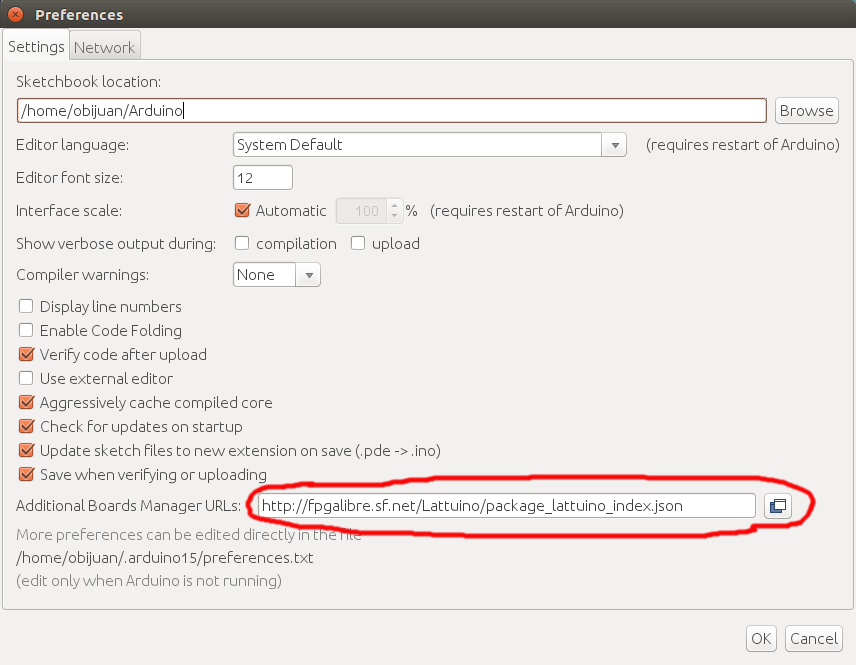 Preferences
Settings Network
Sketchbook location:
/home/obijuan/Arduino Browse
Editor language: System Default (requires restart of Arduino)
Editor font size: 12
Interface scale: Automatic 100 % (requires restart of Arduino)
Show verbose output during: compilation upload
Compiler warnings: None
Display line numbers
Enable Code Folding
Verify code after upload
Use external editor
Aggressively cache compiled core
Check for updates on startup
Update sketch files to new extension on save (.pde -> .ino)
Save when verifying or uploading
Additional Boards Manager URLs: http://fpgalibre.sf.net/Lattuino/package_lattuino_index.json
More preferences can be edited directly in the file
/home/obijuan/.arduino15/preferences.txt
(edit only when Arduino is not running)
OK Cancel